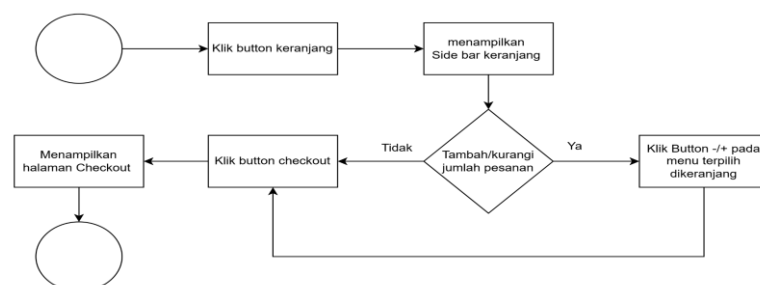 Klik button keranjang
menampilkan
Side bar keranjang
Tambah/kurangi
jumlah pesanan
Ya
Klik Button -/+ pada
menu terpilih
dikeranjang
Tidak
Klik button checkout
Menampilkan
halaman Checkout